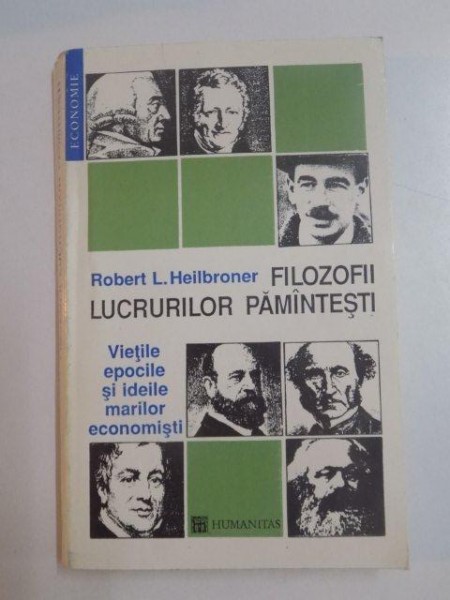 ECONOMIE
Robert L. Heilbroner FILOZOFII
LUCRURILOR PĂMÎNTEŞTI
Vieţile
epocile
şi ideile
marilor
economişti
HUMANITAS